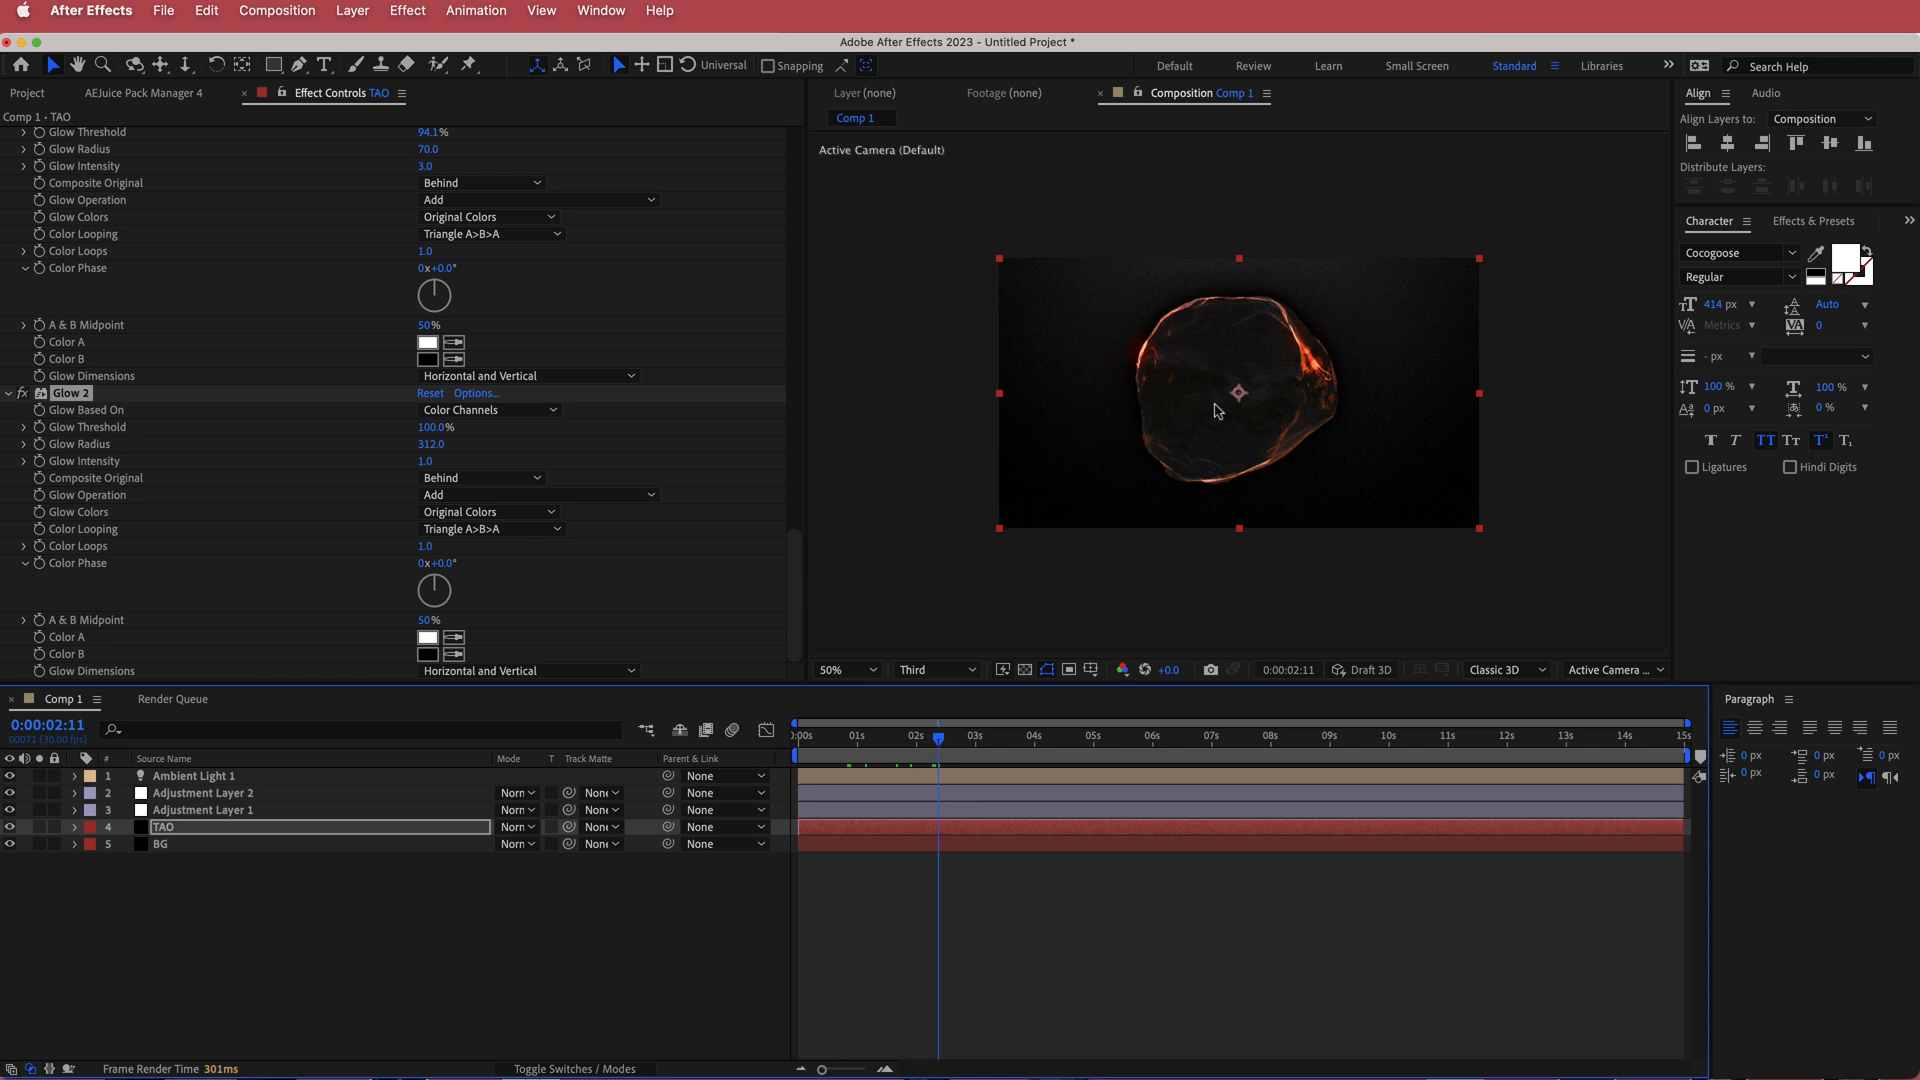 After Effects File Edit Composition Layer Effect Animation View Window Help
Adobe After Effects 2023 - Untitled Project *
Universal Snapping Default Review Learn Small Screen Standard Libraries Search Help
Project AEJuice Pack Manager 4 Effect Controls TAO
Comp 1 • TAO
Glow Threshold 94.1%
Glow Radius 70.0
Glow Intensity 3.0
Composite Original Behind
Glow Operation Add
Glow Colors Original Colors
Color Looping Triangle A>B>A
Color Loops 1.0
Color Phase 0x+0.0°
A & B Midpoint 50%
Color A
Color B
Glow Dimensions Horizontal and Vertical
fx Glow 2 Reset Options...
Glow Based On Color Channels
Glow Threshold 100.0%
Glow Radius 312.0
Glow Intensity 1.0
Composite Original Behind
Glow Operation Add
Glow Colors Original Colors
Color Looping Triangle A>B>A
Color Loops 1.0
Color Phase 0x+0.0°
A & B Midpoint 50%
Color A
Color B
Glow Dimensions Horizontal and Vertical
Layer (none) Footage (none) Composition Comp 1
Comp 1
Active Camera (Default)
50% Third +0.0 0:00:02:11 Draft 3D Classic 3D Active Camera ...
Align Audio
Align Layers to: Composition
Distribute Layers:
Character Effects & Presets
Cocogoose
Regular
414 px Auto
Metrics 0
- px
100 % 100 %
0 px 0 %
T T TT Tт T¹ T₁
Ligatures Hindi Digits
Comp 1 Render Queue
0:00:02:11
00071 (30.00 fps)
# Source Name Mode T Track Matte Parent & Link
1 Ambient Light 1 None
2 Adjustment Layer 2 Norn None None
3 Adjustment Layer 1 Norn None None
4 TAO Norn None None
5 BG Norn None None
):00s 01s 02s 03s 04s 05s 06s 07s 08s 09s 10s 11s 12s 13s 14s 15s
Frame Render Time 301ms Toggle Switches / Modes
Paragraph
0 px 0 px 0 px
0 px 0 px